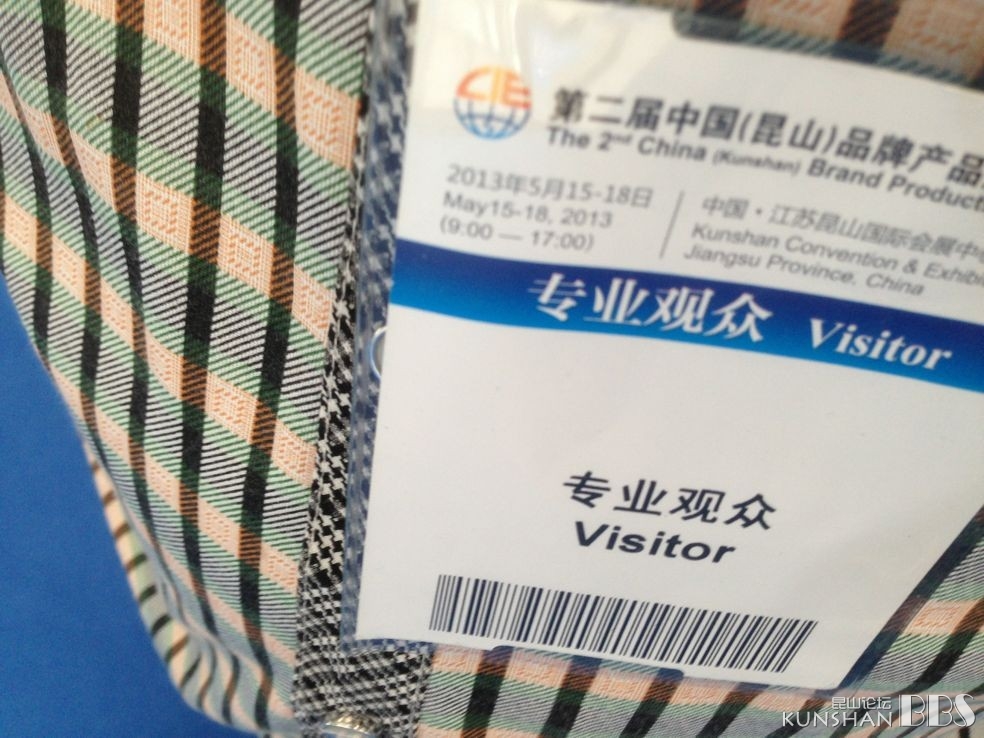 CIE
第二届中国(昆山)品牌产品
The 2nd China (Kunshan) Brand Products
2013年5月15-18日
May15-18, 2013
(9:00 — 17:00)
中国·江苏昆山国际会展中
Kunshan Convention & Exhibi
Jiangsu Province, China
专业观众 Visitor
专业观众
Visitor
昆山论坛
KUNSHAN BBS